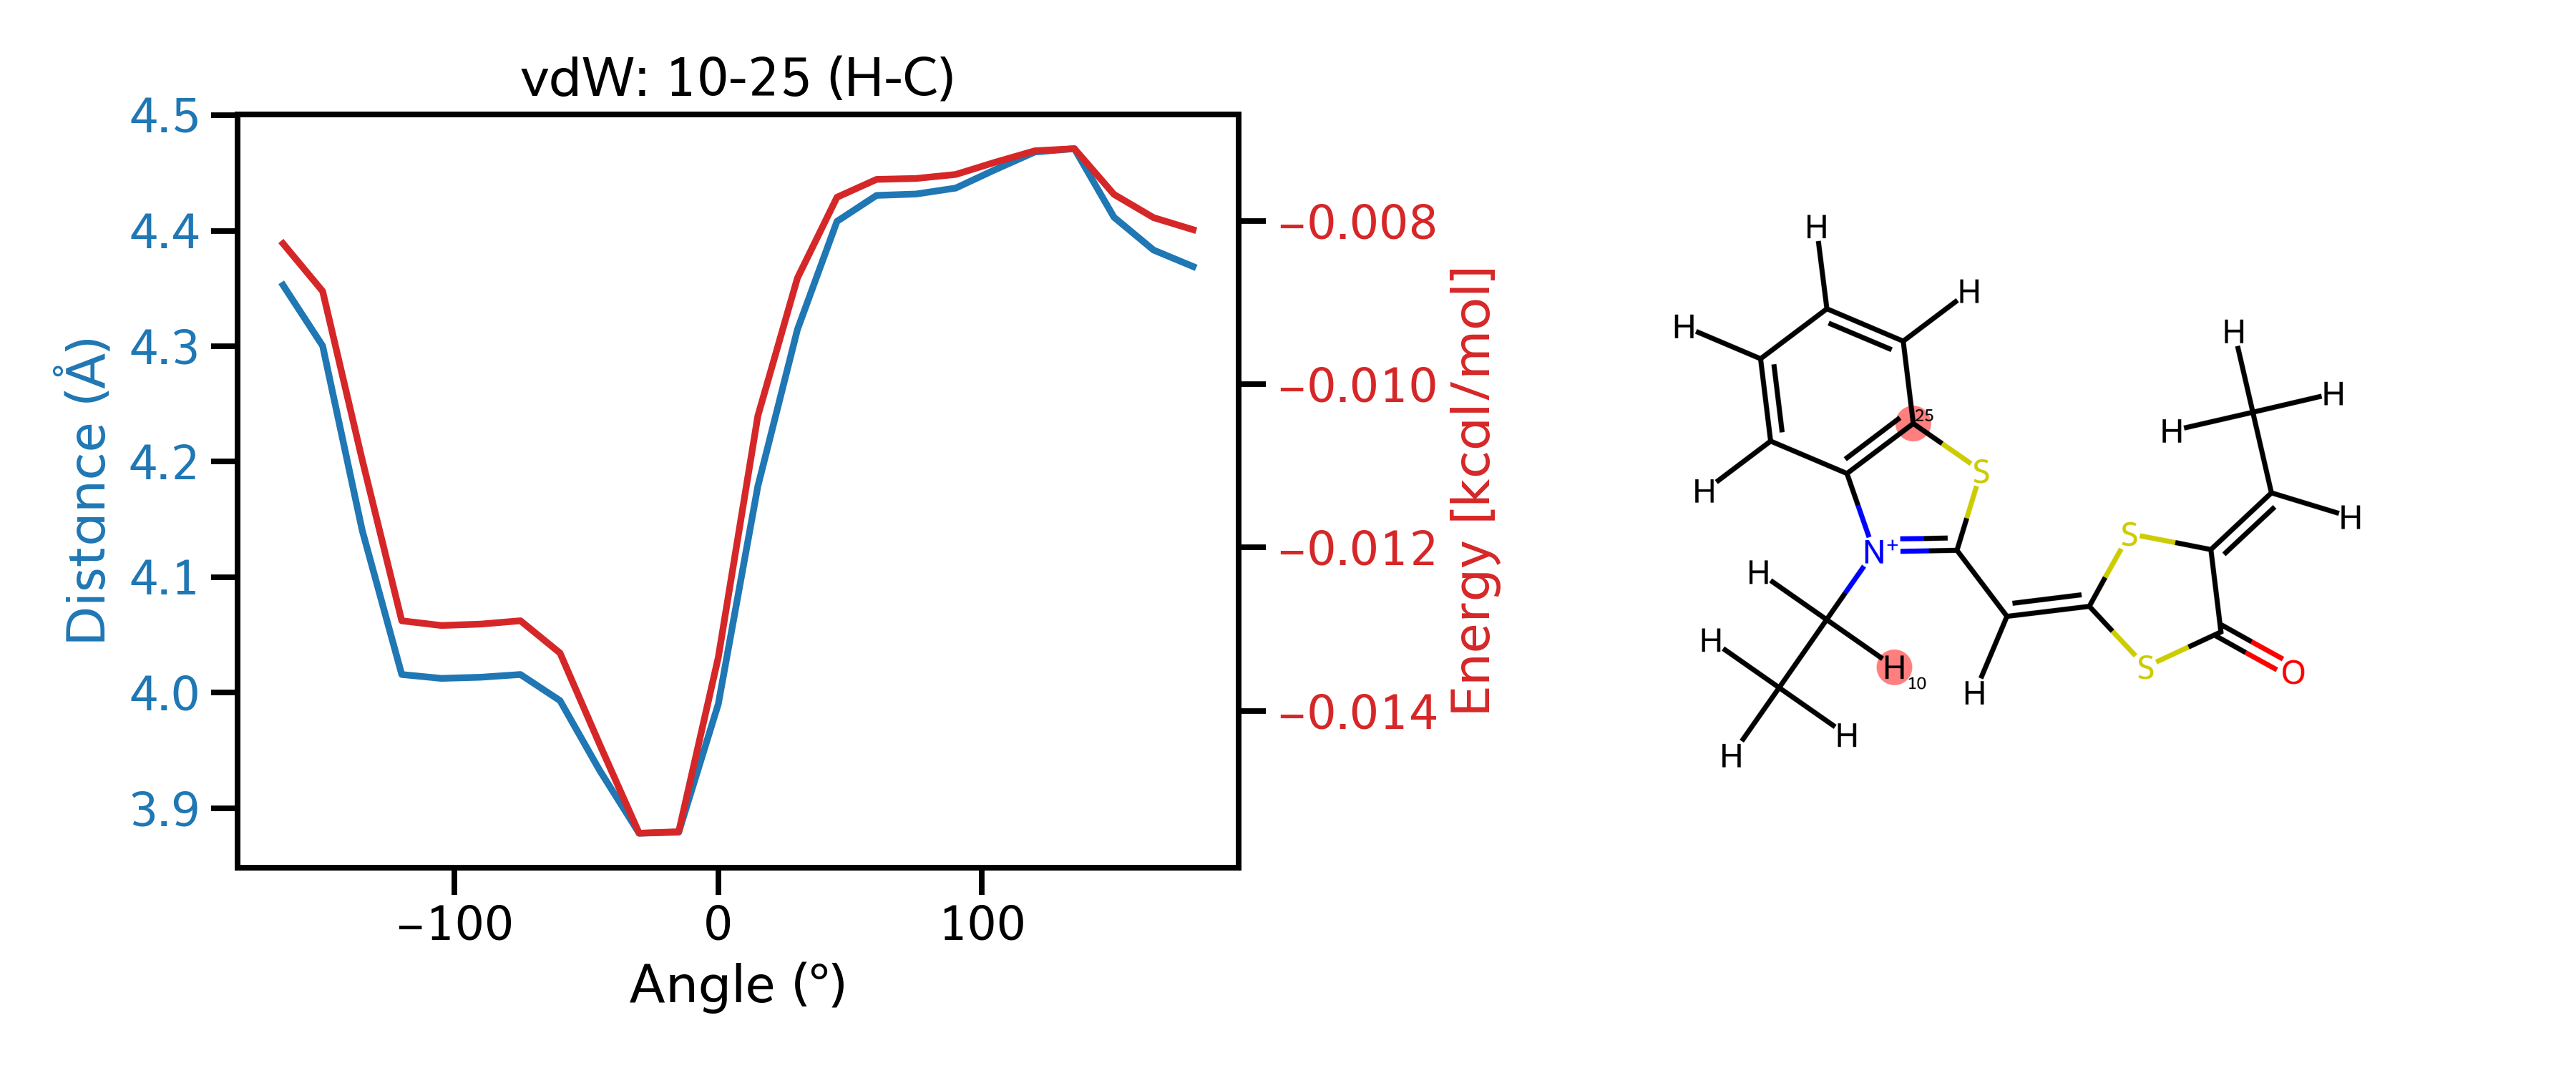 vdW: 10-25 (H-C)
4.5
4.4
4.3
4.2
4.1
4.0
3.9
Distance (Å)
−0.008
−0.010
−0.012
−0.014
Energy [kcal/mol]
−100
0
100
Angle (°)
H
H
H
H
H
H
25
H
S
H
H
S
N+
H
H
H 10
H
S
O
H
H